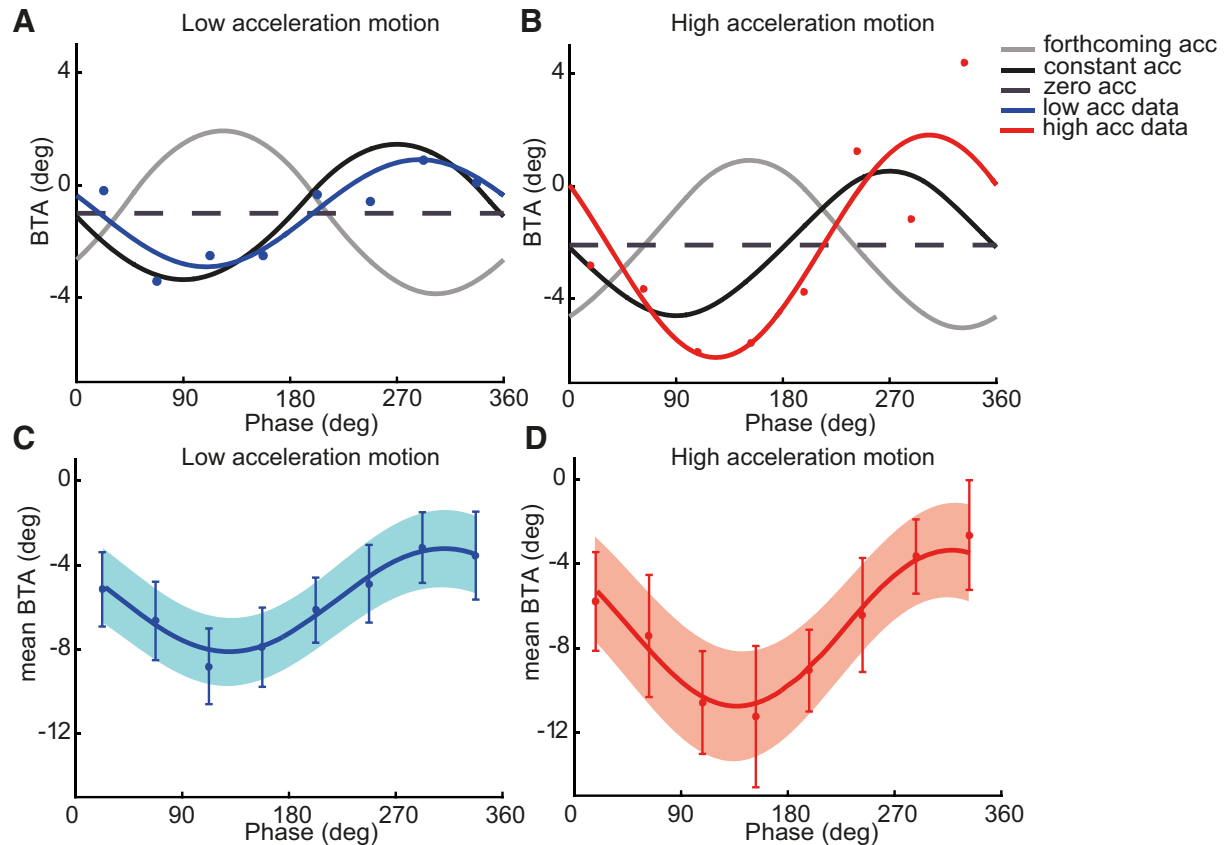 A
Low acceleration motion
BTA (deg)
4
0
-4
0 90 180 270 360
Phase (deg)
B
High acceleration motion
BTA (deg)
4
0
-4
0 90 180 270 360
Phase (deg)
forthcoming acc
constant acc
zero acc
low acc data
high acc data
C
Low acceleration motion
mean BTA (deg)
0
-4
-8
-12
0 90 180 270 360
Phase (deg)
D
High acceleration motion
mean BTA (deg)
0
-4
-8
-12
0 90 180 270 360
Phase (deg)